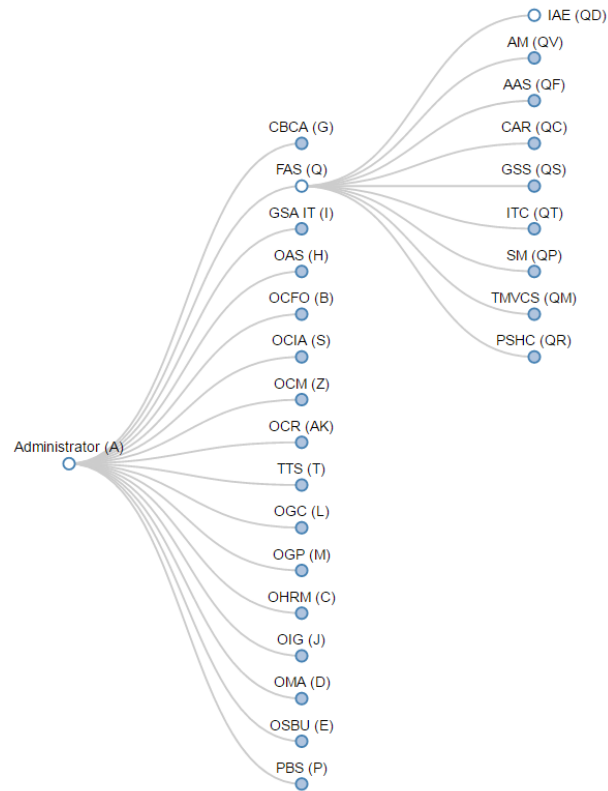 IAE (QD)
AM (QV)
AAS (QF)
CAR (QC)
GSS (QS)
ITC (QT)
SM (QP)
TMVCS (QM)
PSHC (QR)
CBCA (G)
FAS (Q)
GSA IT (I)
OAS (H)
OCFO (B)
OCIA (S)
OCM (Z)
OCR (AK)
Administrator (A)
TTS (T)
OGC (L)
OGP (M)
OHRM (C)
OIG (J)
OMA (D)
OSBU (E)
PBS (P)